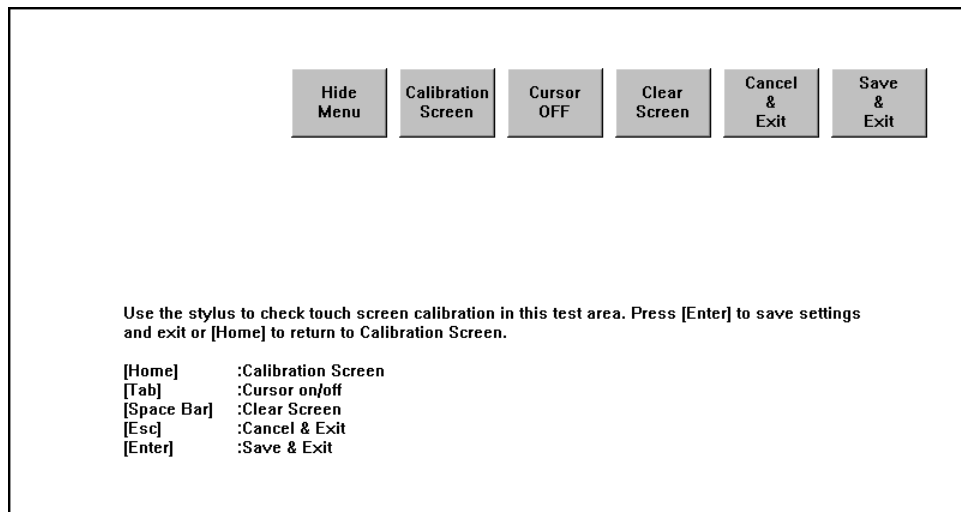 Hide
Menu
Calibration
Screen
Cursor
OFF
Clear
Screen
Cancel
&
Exit
Save
&
Exit
Use the stylus to check touch screen calibration in this test area. Press [Enter] to save settings
and exit or [Home] to return to Calibration Screen.
[Home] :Calibration Screen
[Tab] :Cursor on/off
[Space Bar] :Clear Screen
[Esc] :Cancel & Exit
[Enter] :Save & Exit